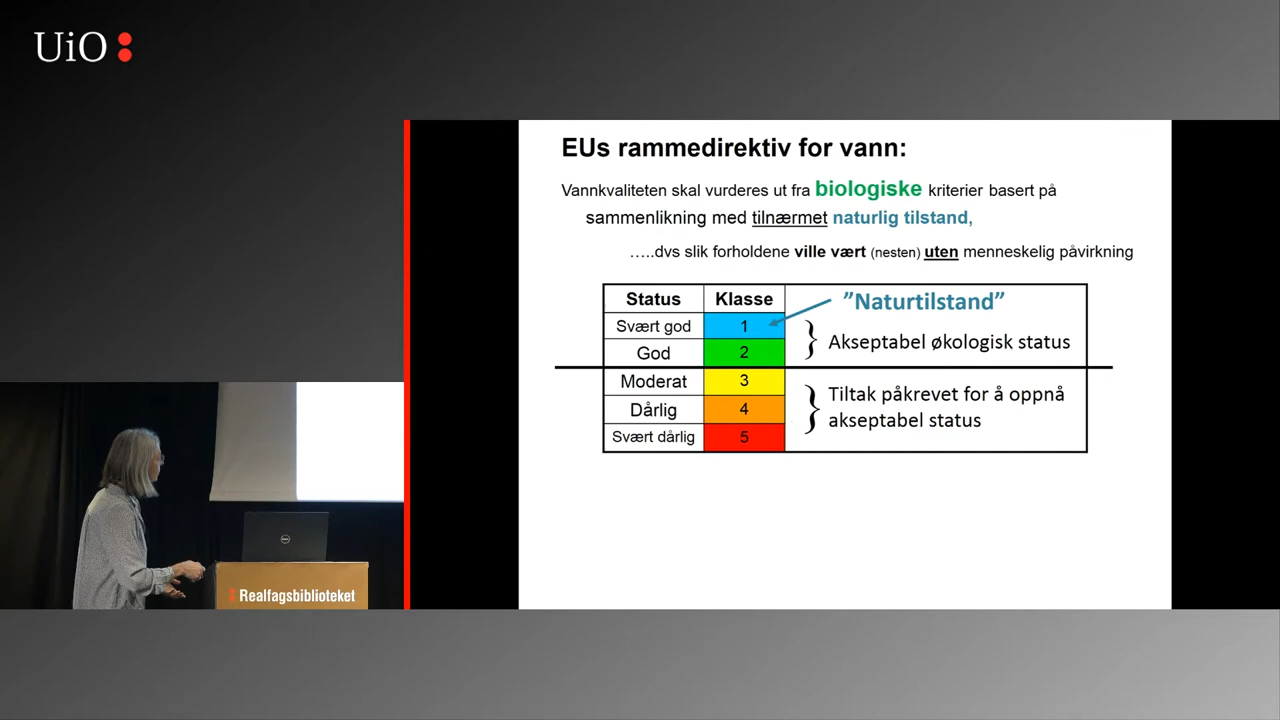 UiO
EUs rammedirektiv for vann:
Vannkvaliteten skal vurderes ut fra biologiske kriterier basert på
sammenlikning med tilnærmet naturlig tilstand,
…..dvs slik forholdene ville vært (nesten) uten menneskelig påvirkning
Status Klasse
Svært god 1
God 2
Moderat 3
Dårlig 4
Svært dårlig 5
”Naturtilstand”
Akseptabel økologisk status
Tiltak påkrevet for å oppnå
akseptabel status
DELL
Realfagsbiblioteket